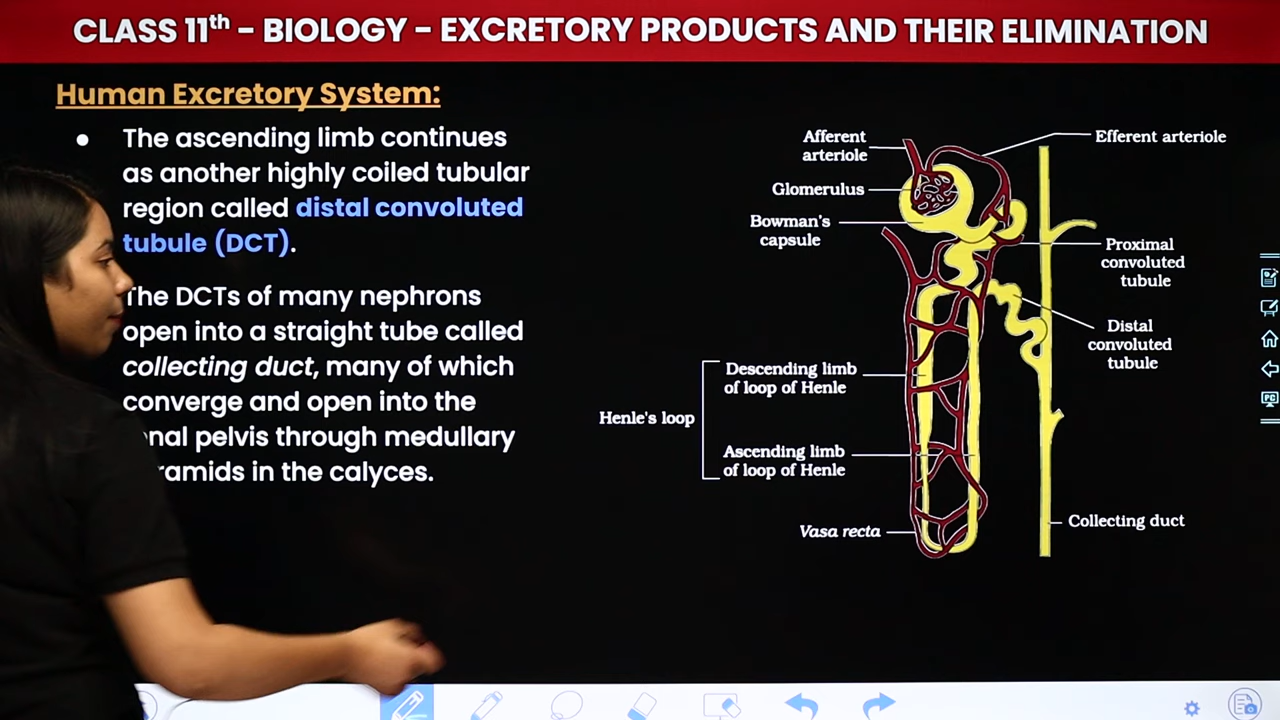 CLASS 11th - BIOLOGY - EXCRETORY PRODUCTS AND THEIR ELIMINATION
Human Excretory System:
● The ascending limb continues
as another highly coiled tubular
region called distal convoluted
tubule (DCT).
The DCTs of many nephrons
open into a straight tube called
collecting duct, many of which
converge and open into the
pelvis through medullary
in the calyces.
Afferent
arteriole
Efferent arteriole
Glomerulus
Bowman's
capsule
Proximal
convoluted
tubule
Distal
convoluted
tubule
Descending limb
of loop of Henle
Henle's loop
Ascending limb
of loop of Henle
Vasa recta
Collecting duct
PC